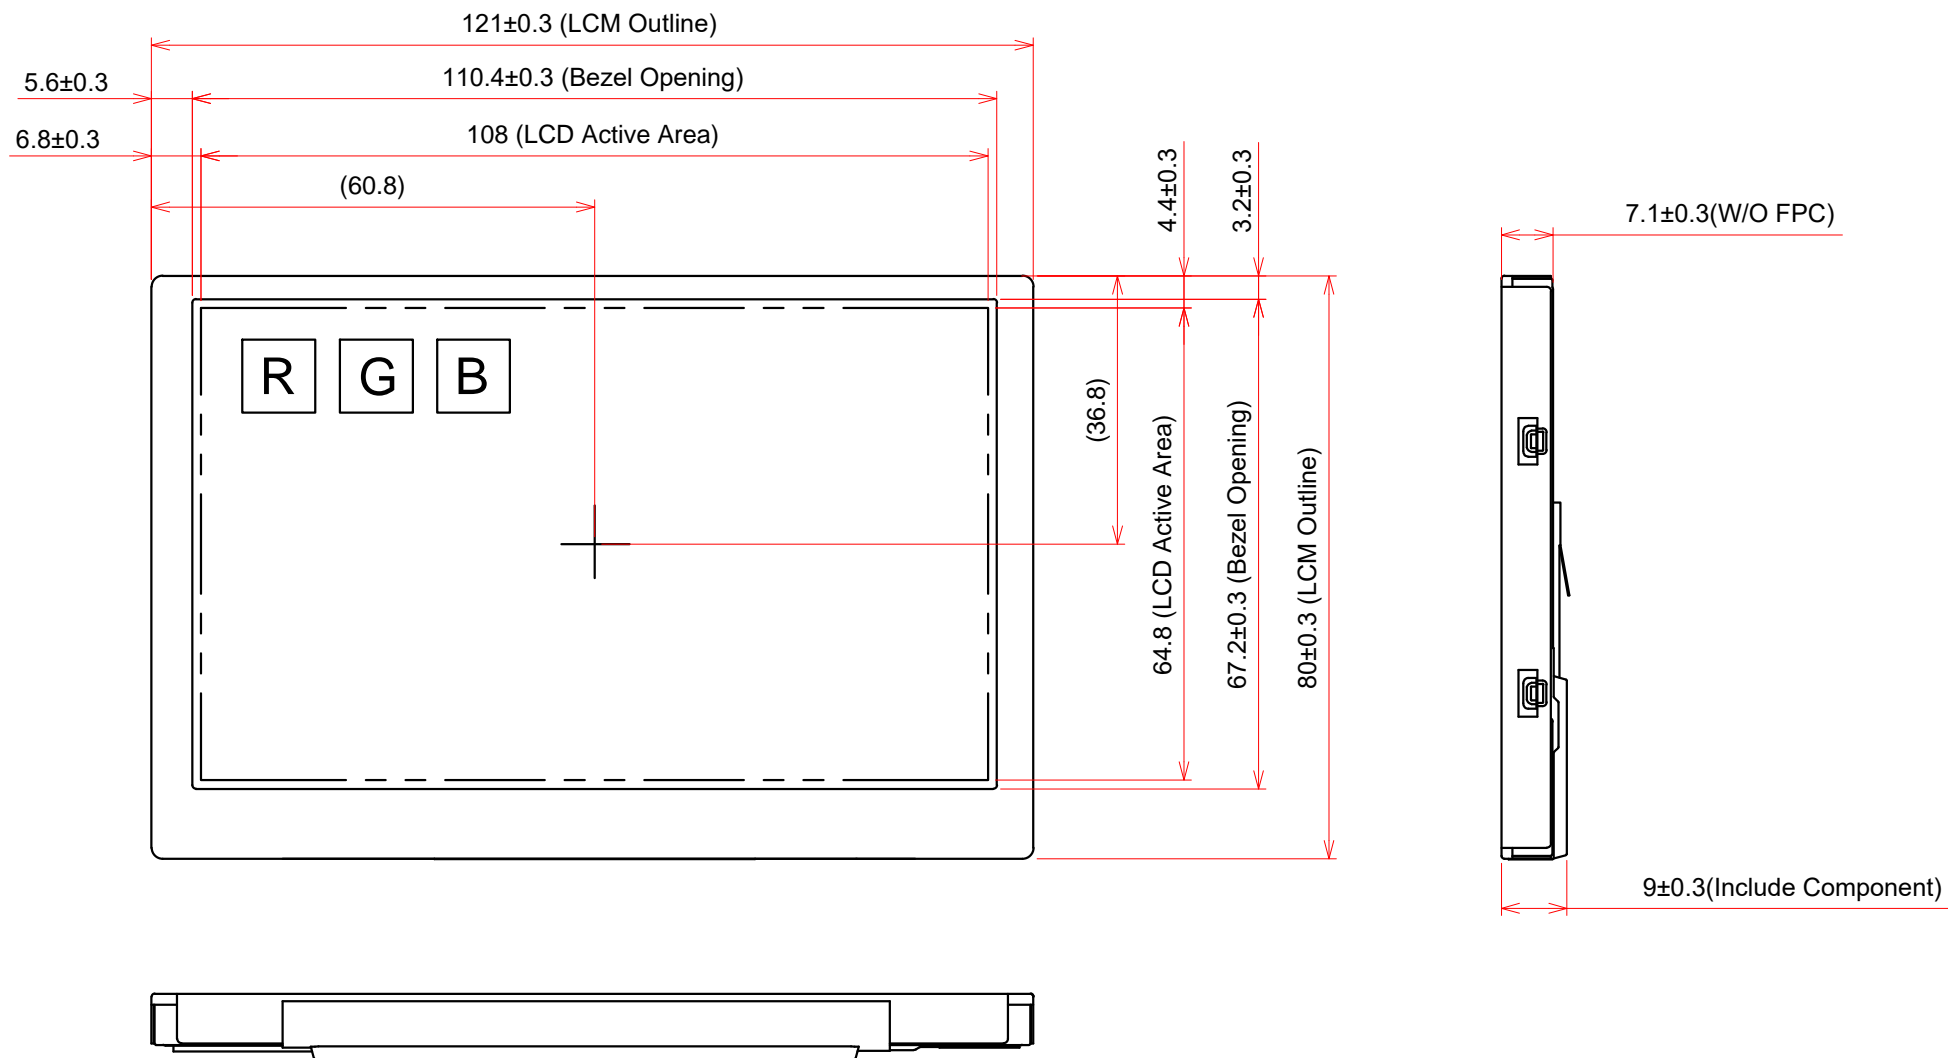 121±0.3 (LCM Outline)
5.6±0.3
110.4±0.3 (Bezel Opening)
6.8±0.3
108 (LCD Active Area)
(60.8)
4.4±0.3
3.2±0.3
7.1±0.3(W/O FPC)
R G B
(36.8)
64.8 (LCD Active Area)
67.2±0.3 (Bezel Opening)
80±0.3 (LCM Outline)
9±0.3(Include Component)